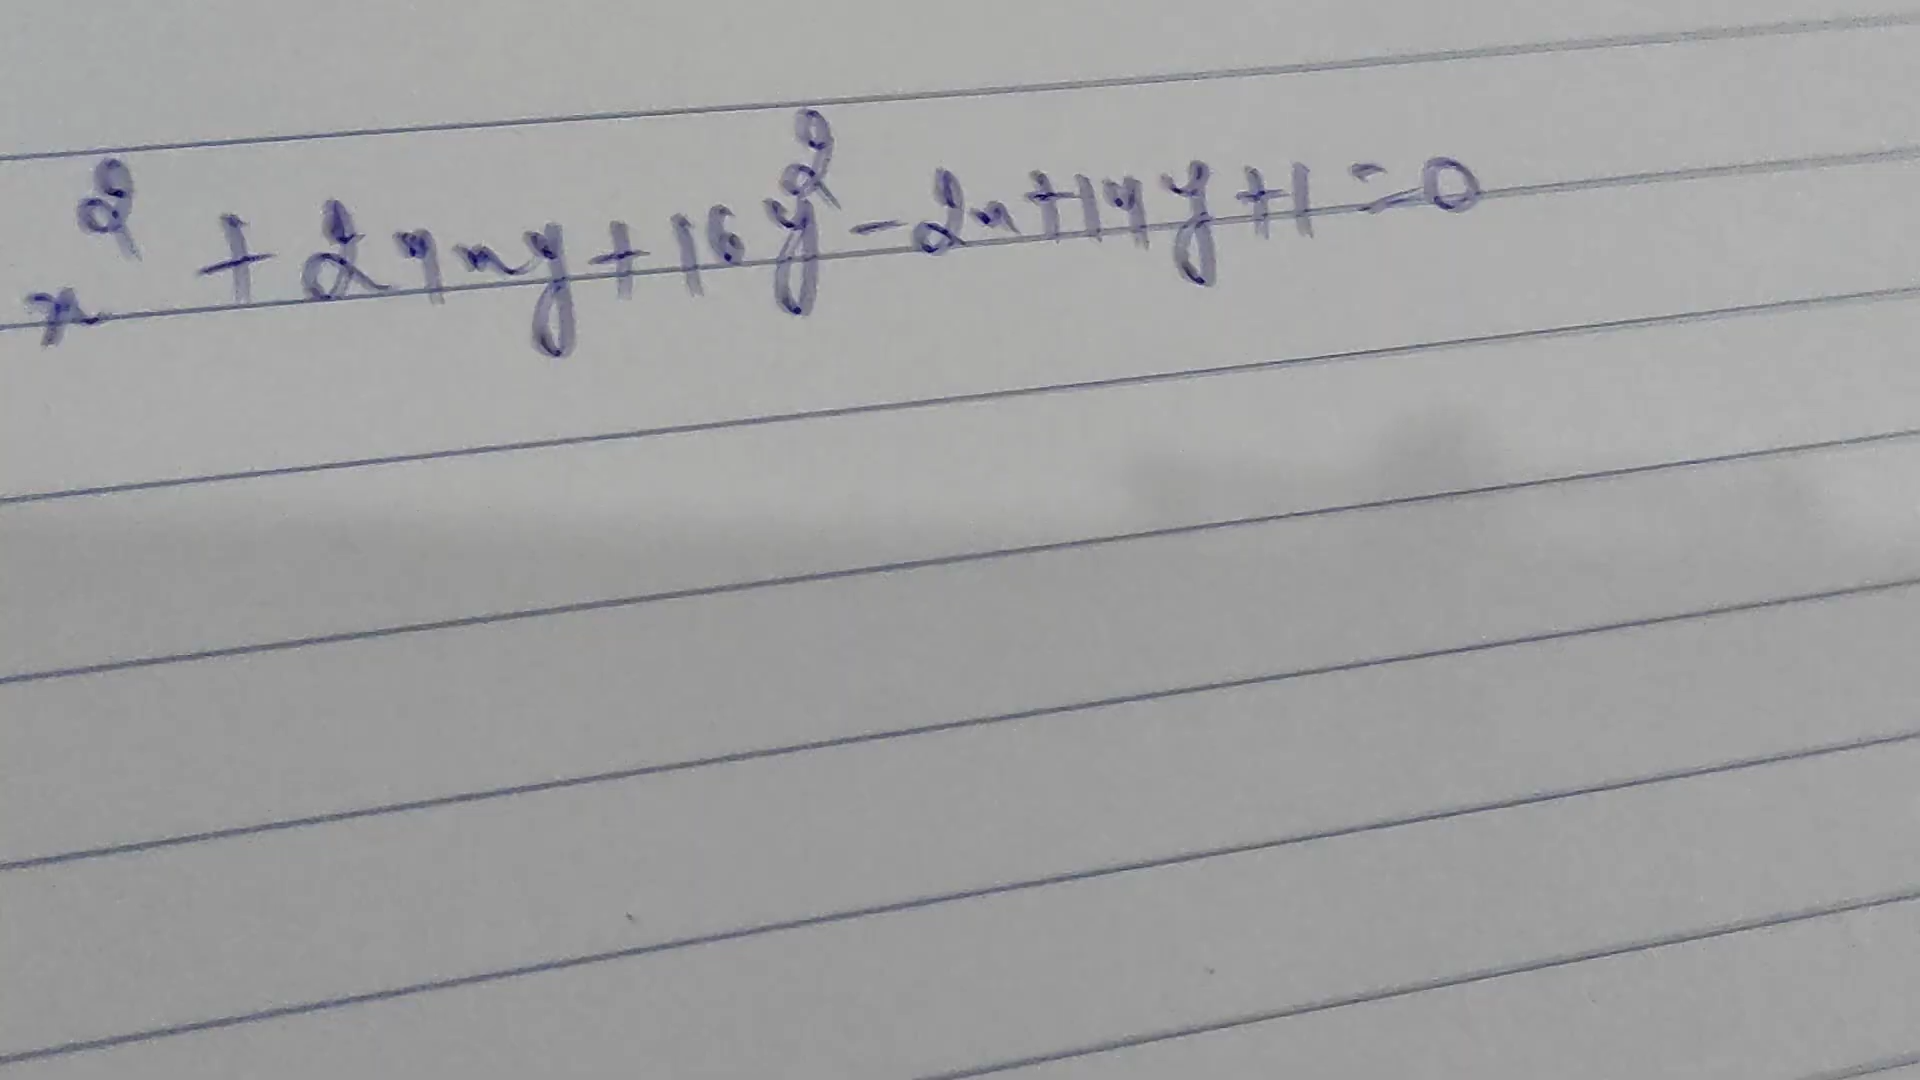 x² + 24xy + 16y² - 2x + 14y + 1 = 0